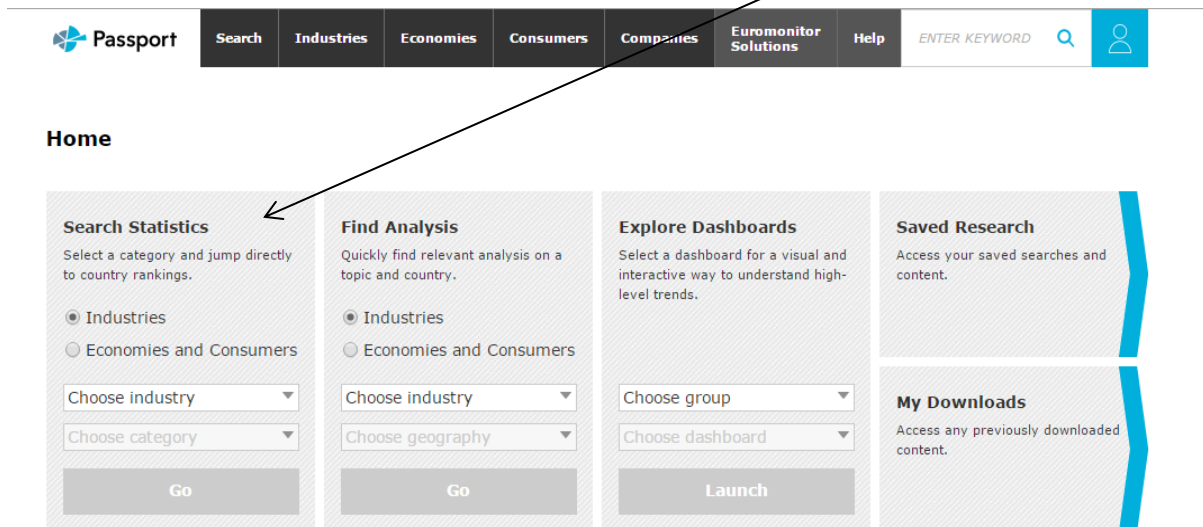 Passport
Search
Industries
Economies
Consumers
Companies
Euromonitor
Solutions
Help
ENTER KEYWORD
Home
Search Statistics
Select a category and jump directly
to country rankings.
Industries
Economies and Consumers
Choose industry
Choose category
Go
Find Analysis
Quickly find relevant analysis on a
topic and country.
Industries
Economies and Consumers
Choose industry
Choose geography
Go
Explore Dashboards
Select a dashboard for a visual and
interactive way to understand high-
level trends.
Choose group
Choose dashboard
Launch
Saved Research
Access your saved searches and
content.
My Downloads
Access any previously downloaded
content.